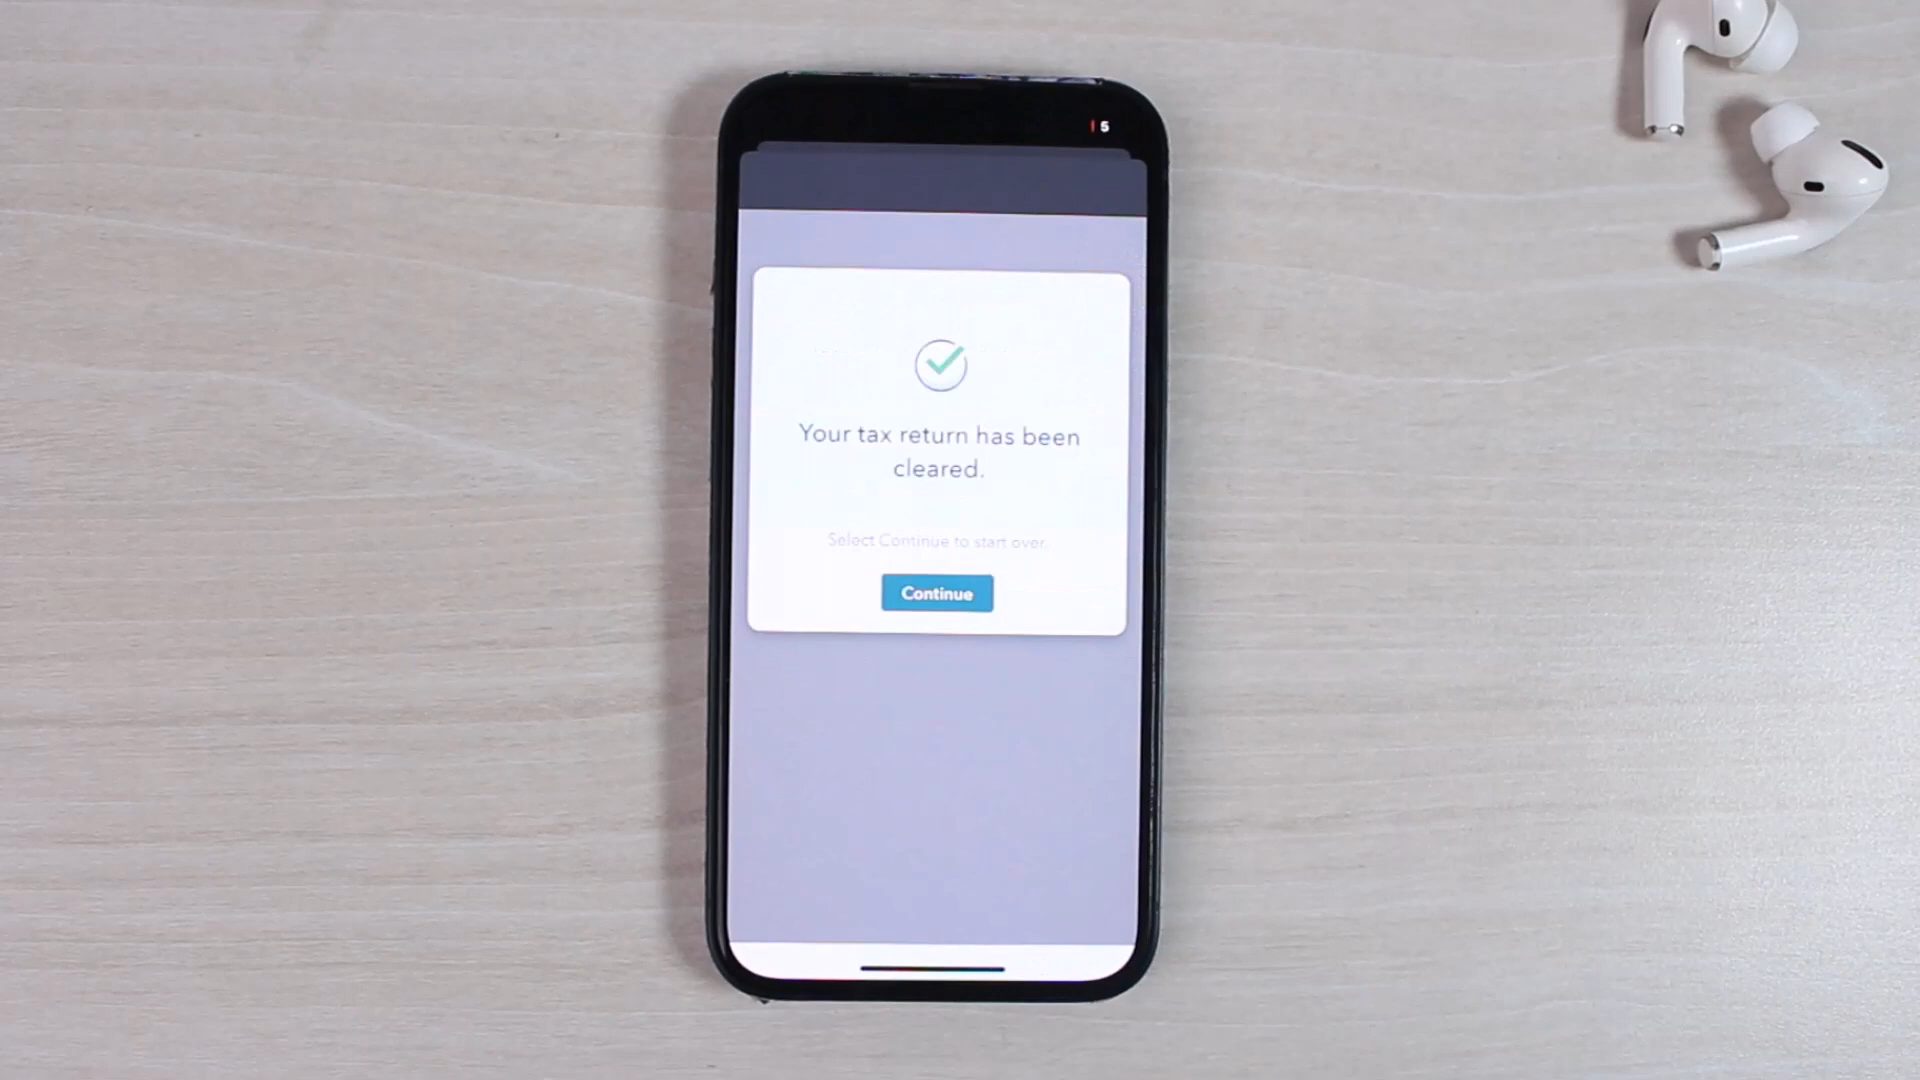 5
Your tax return has been
cleared.
Select Continue to start over.
Continue